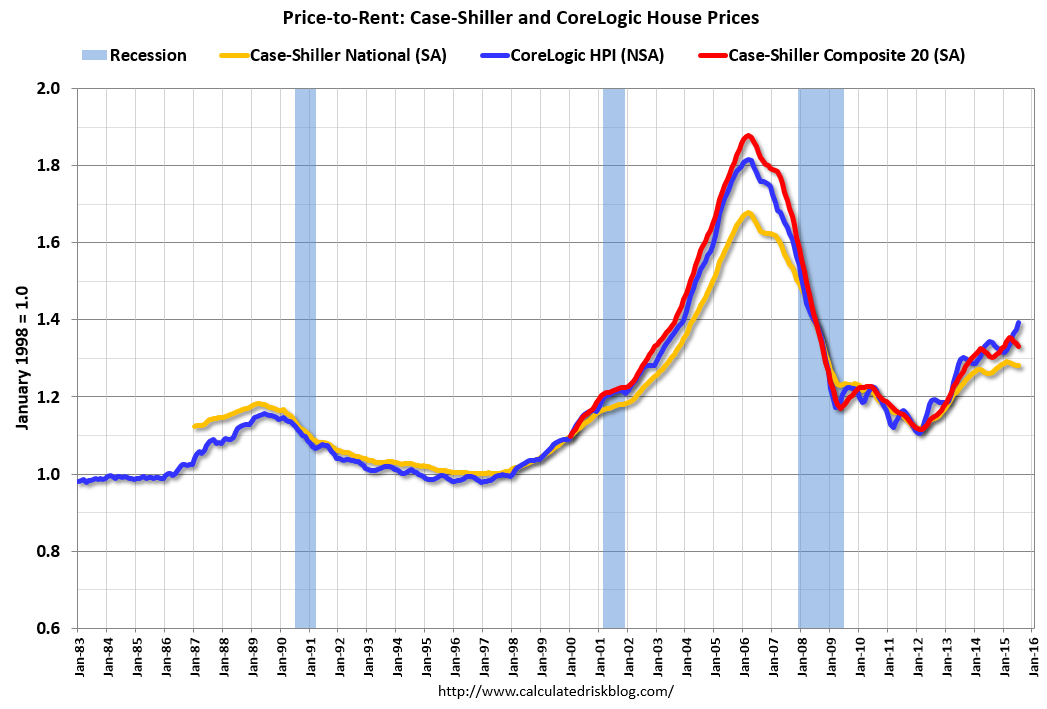 Price-to-Rent: Case-Shiller and CoreLogic House Prices
Recession Case-Shiller National (SA) CoreLogic HPI (NSA) Case-Shiller Composite 20 (SA)
January 1998 = 1.0
2.0
1.8
1.6
1.4
1.2
1.0
0.8
0.6
Jan-83
Jan-84
Jan-85
Jan-86
Jan-87
Jan-88
Jan-89
Jan-90
Jan-91
Jan-92
Jan-93
Jan-94
Jan-95
Jan-96
Jan-97
Jan-98
Jan-99
Jan-00
Jan-01
Jan-02
Jan-03
Jan-04
Jan-05
Jan-06
Jan-07
Jan-08
Jan-09
Jan-10
Jan-11
Jan-12
Jan-13
Jan-14
Jan-15
Jan-16
http://www.calculatedriskblog.com/